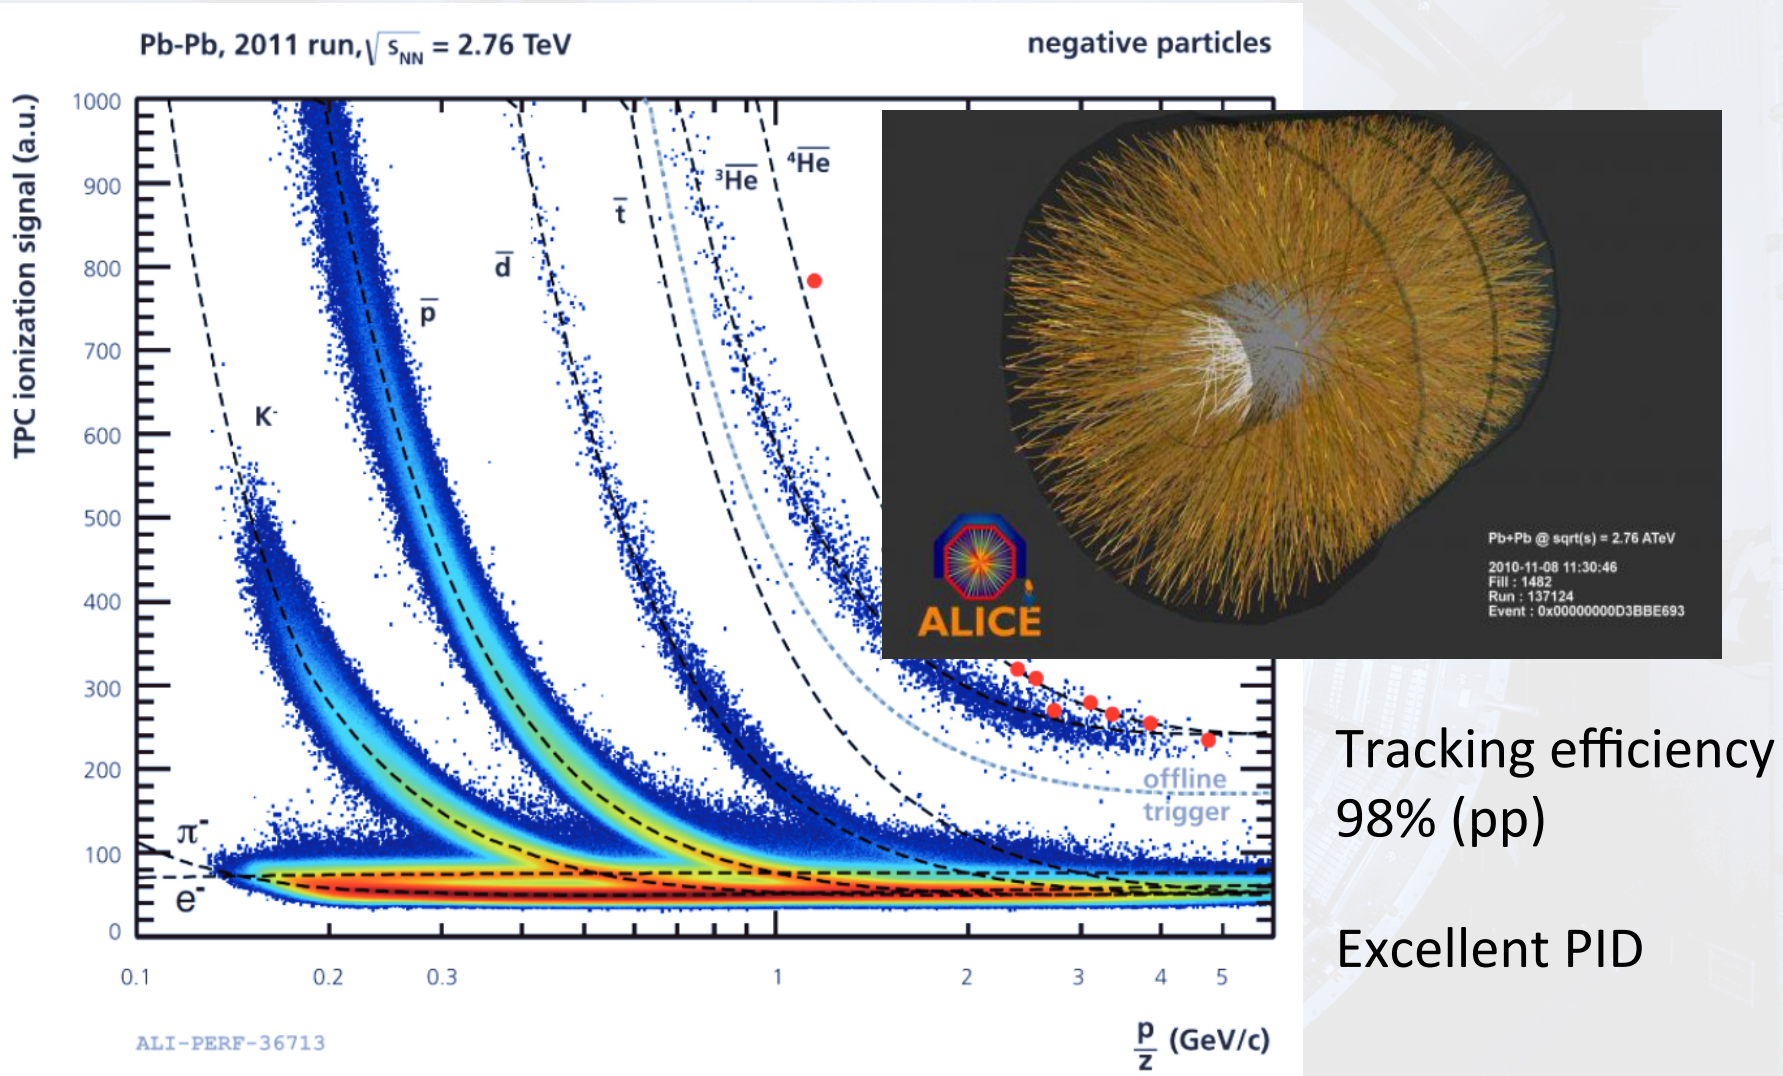 Pb-Pb, 2011 run, √s_NN = 2.76 TeV
negative particles
TPC ionization signal (a.u.)
1000
900
800
700
600
500
400
300
200
100
0
K⁻
p̅
d̅
t̅
³H̅e̅
⁴H̅e̅
π⁻
e⁻
offline
trigger
0.1
0.2
0.3
1
2
3
4
5
p/z (GeV/c)
ALI-PERF-36713
ALICE
Pb+Pb @ sqrt(s) = 2.76 ATeV
2010-11-08 11:30:46
Fill : 1482
Run : 137124
Event : 0x00000000D3BBE693
Tracking efficiency
98% (pp)
Excellent PID